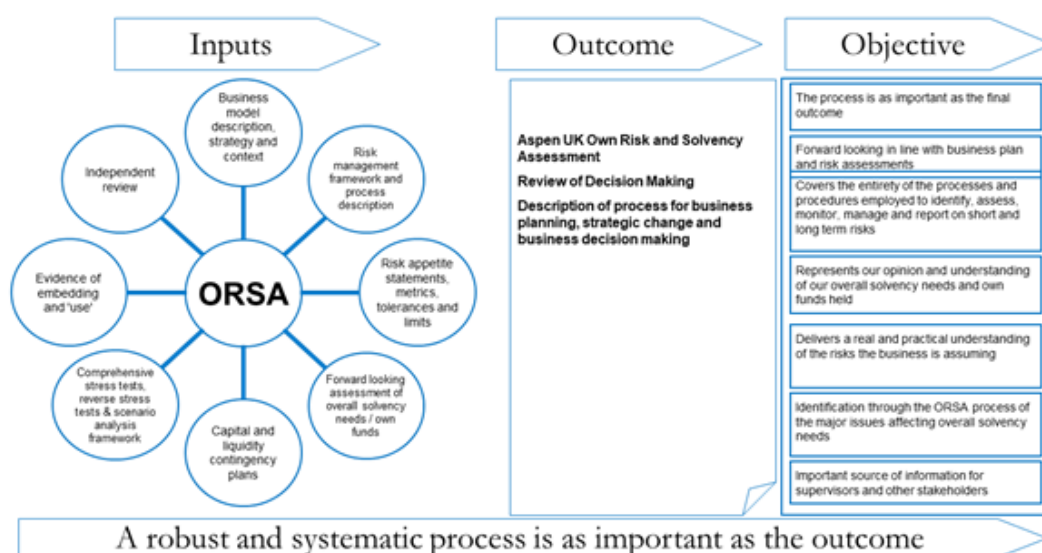 Inputs
Outcome
Objective
Business
model
description,
strategy and
context
Risk
management
framework and
process
description
Risk appetite
statements,
metrics,
tolerances and
limits
Forward looking
assessment of
overall solvency
needs / own
funds
Capital and
liquidity
contingency
plans
Comprehensive
stress tests,
reverse stress
tests & scenario
analysis
framework
Evidence of
embedding
and 'use'
Independent
review
ORSA
Aspen UK Own Risk and Solvency
Assessment
Review of Decision Making
Description of process for business
planning, strategic change and
business decision making
The process is as important as the final
outcome
Forward looking in line with business plan
and risk assessments
Covers the entirety of the processes and
procedures employed to identify, assess,
monitor, manage and report on short and
long term risks
Represents our opinion and understanding
of our overall solvency needs and own
funds held
Delivers a real and practical understanding
of the risks the business is assuming
Identification through the ORSA process of
the major issues affecting overall solvency
needs
Important source of information for
supervisors and other stakeholders
A robust and systematic process is as important as the outcome